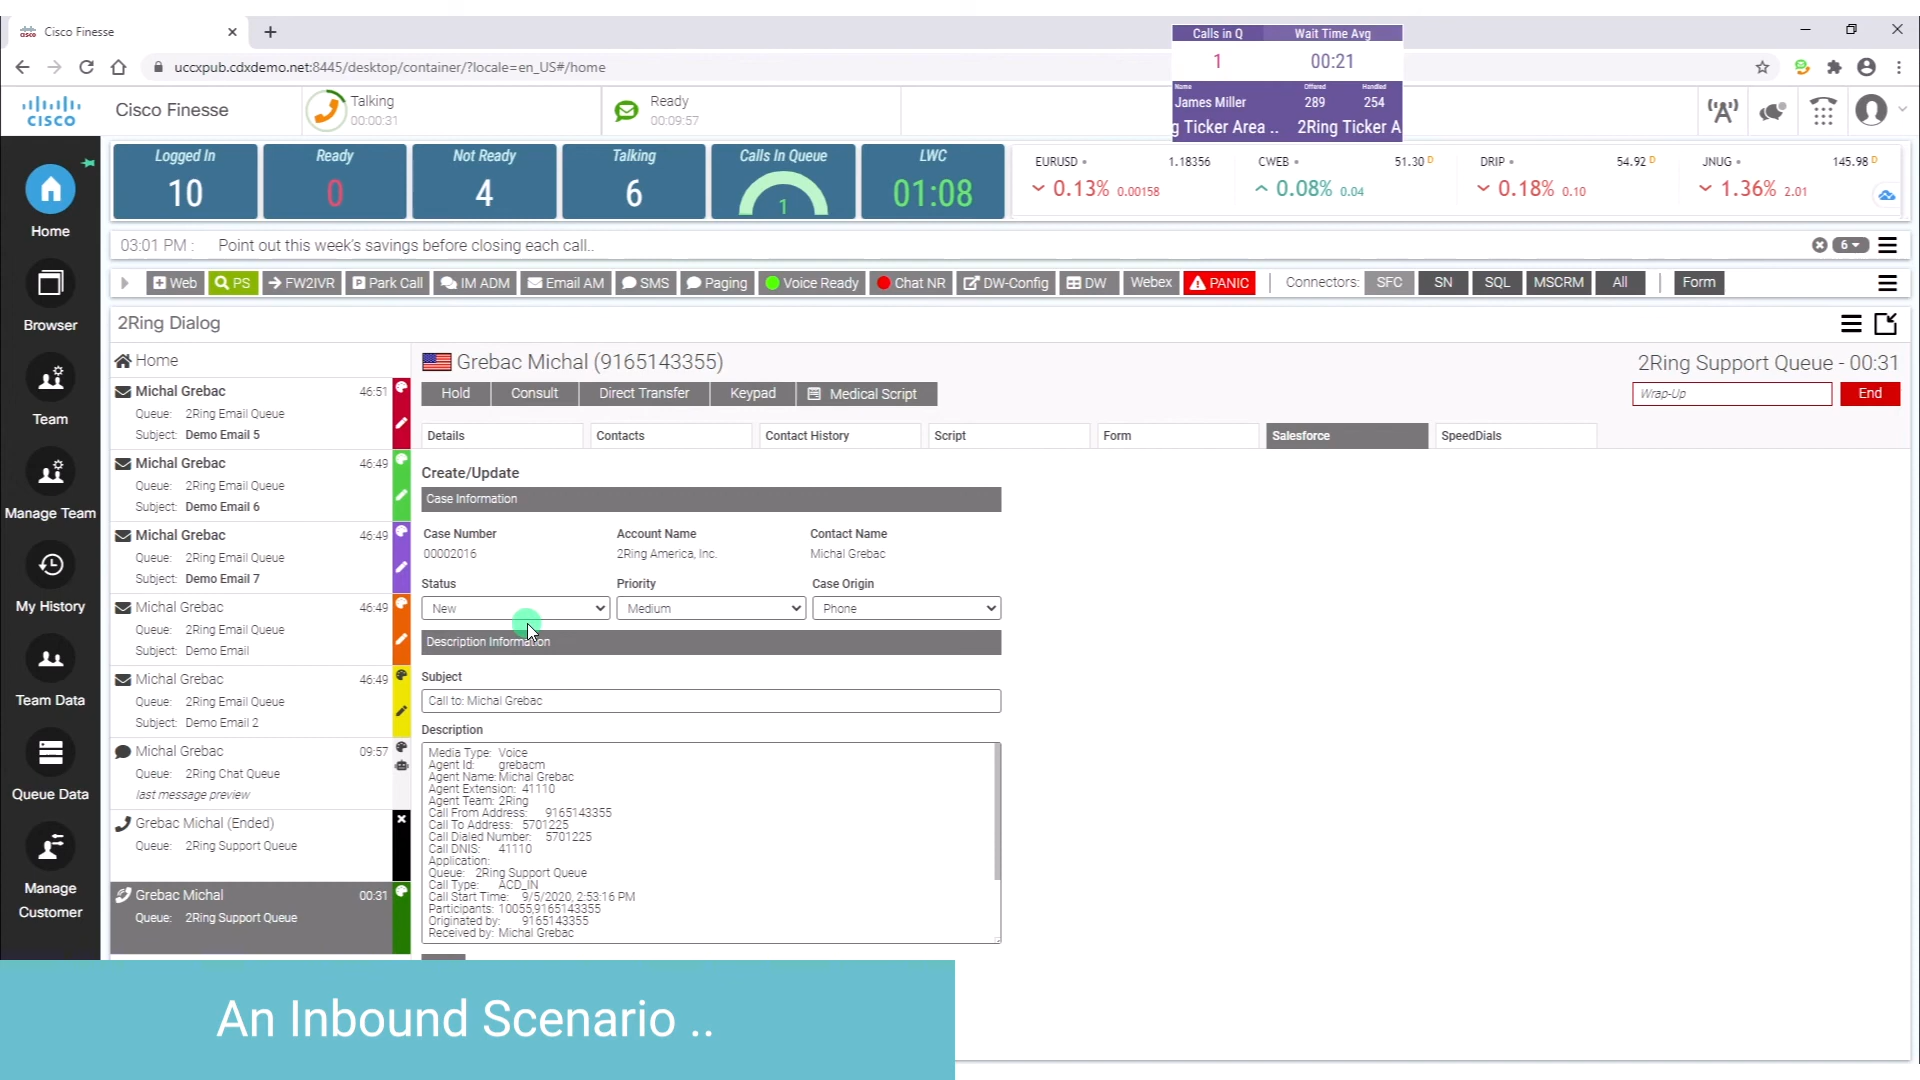 Cisco Finesse
Calls in Q Wait Time Avg
1 00:21
uccxpub.cdxdemo.net:8445/desktop/container/?locale=en_US#/home
Name Offered Handled
James Miller 289 254
g Ticker Area .. 2Ring Ticker A
CISCO
Cisco Finesse
Talking
00:00:31
Ready
00:09:57
Logged In
10
Ready
0
Not Ready
4
Talking
6
Calls In Queue
1
LWC
01:08
EURUSD 1.18356
0.13% 0.00158
CWEB 51.30 D
0.08% 0.04
DRIP 54.92 D
0.18% 0.10
JNUG 145.98 D
1.36% 2.01
03:01 PM : Point out this week's savings before closing each call..
6
Web PS FW2IVR Park Call IM ADM Email AM SMS Paging Voice Ready Chat NR DW-Config DW Webex PANIC Connectors: SFC SN SQL MSCRM All Form
Home
Browser
Team
Manage Team
My History
Team Data
Queue Data
Manage
Customer
2Ring Dialog
Home
Michal Grebac 46:51
Queue: 2Ring Email Queue
Subject: Demo Email 5
Michal Grebac 46:49
Queue: 2Ring Email Queue
Subject: Demo Email 6
Michal Grebac 46:49
Queue: 2Ring Email Queue
Subject: Demo Email 7
Michal Grebac 46:49
Queue: 2Ring Email Queue
Subject: Demo Email
Michal Grebac 46:49
Queue: 2Ring Email Queue
Subject: Demo Email 2
Michal Grebac 09:57
Queue: 2Ring Chat Queue
last message preview
Grebac Michal (Ended)
Queue: 2Ring Support Queue
Grebac Michal 00:31
Queue: 2Ring Support Queue
Grebac Michal (9165143355)
2Ring Support Queue - 00:31
Hold Consult Direct Transfer Keypad Medical Script
Wrap-Up End
Details Contacts Contact History Script Form Salesforce SpeedDials
Create/Update
Case Information
Case Number Account Name Contact Name
00002016 2Ring America, Inc. Michal Grebac
Status Priority Case Origin
New Medium Phone
Description Information
Subject
Call to: Michal Grebac
Description
Media Type: Voice
Agent Id: grebacm
Agent Name: Michal Grebac
Agent Extension: 41110
Agent Team: 2Ring
Call From Address: 9165143355
Call To Address: 5701225
Call Dialed Number: 5701225
Call DNIS: 41110
Application:
Queue: 2Ring Support Queue
Call Type: ACD_IN
Call Start Time: 9/5/2020, 2:53:16 PM
Participants: 10055,9165143355
Originated by: 9165143355
Received by: Michal Grebac
An Inbound Scenario ..